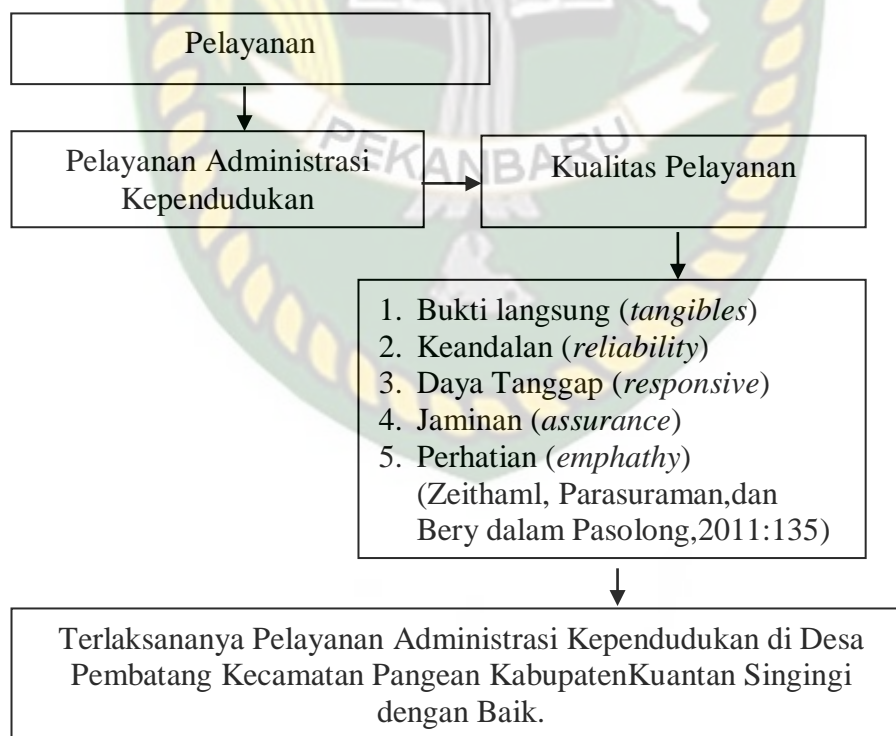 Pelayanan
PEKANBARU
Pelayanan Administrasi
Kependudukan
Kualitas Pelayanan
1. Bukti langsung (tangibles)
2. Keandalan (reliability)
3. Daya Tanggap (responsive)
4. Jaminan (assurance)
5. Perhatian (emphathy)
(Zeithaml, Parasuraman,dan
Bery dalam Pasolong,2011:135)
Terlaksananya Pelayanan Administrasi Kependudukan di Desa
Pembatang Kecamatan Pangean KabupatenKuantan Singingi
dengan Baik.